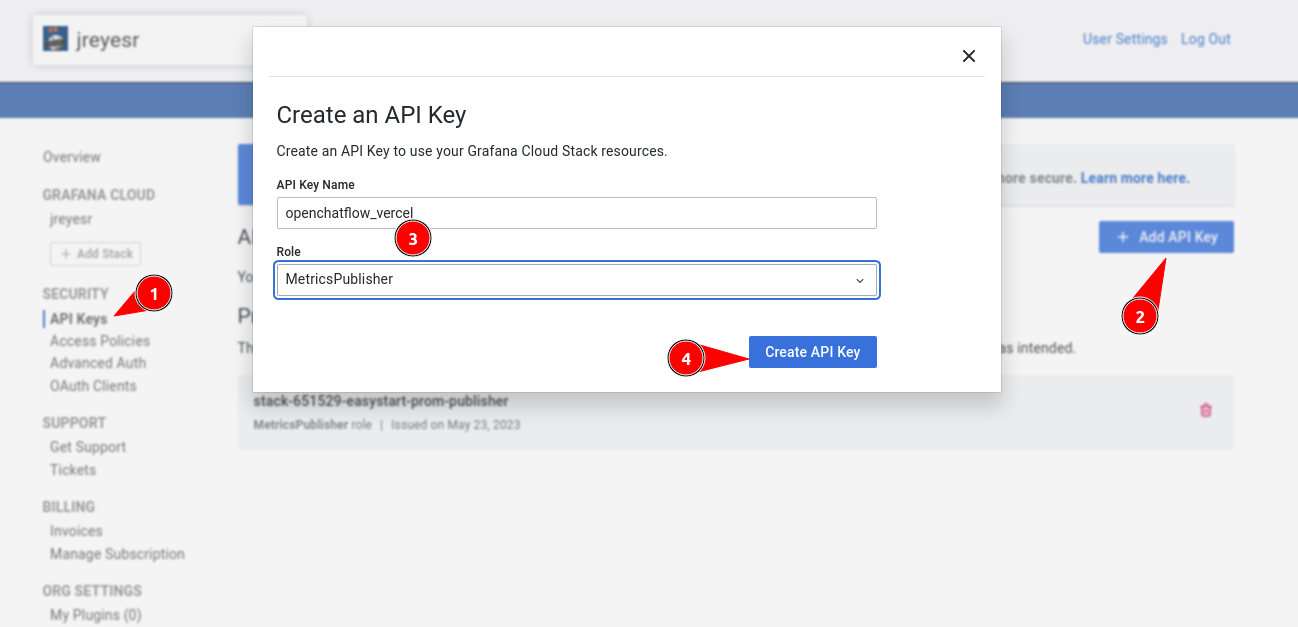 jreyesr
User Settings Log Out
Create an API Key
Create an API Key to use your Grafana Cloud Stack resources.
API Key Name
openchatflow_vercel
3
Role
MetricsPublisher
4
Create API Key
Overview
GRAFANA CLOUD
jreyesr
+ Add Stack
SECURITY
1
API Keys
Access Policies
Advanced Auth
OAuth Clients
SUPPORT
Get Support
Tickets
BILLING
Invoices
Manage Subscription
ORG SETTINGS
My Plugins (0)
more secure. Learn more here.
+ Add API Key
2
as intended.
stack-651529-easystart-prom-publisher
MetricsPublisher role | Issued on May 23, 2023